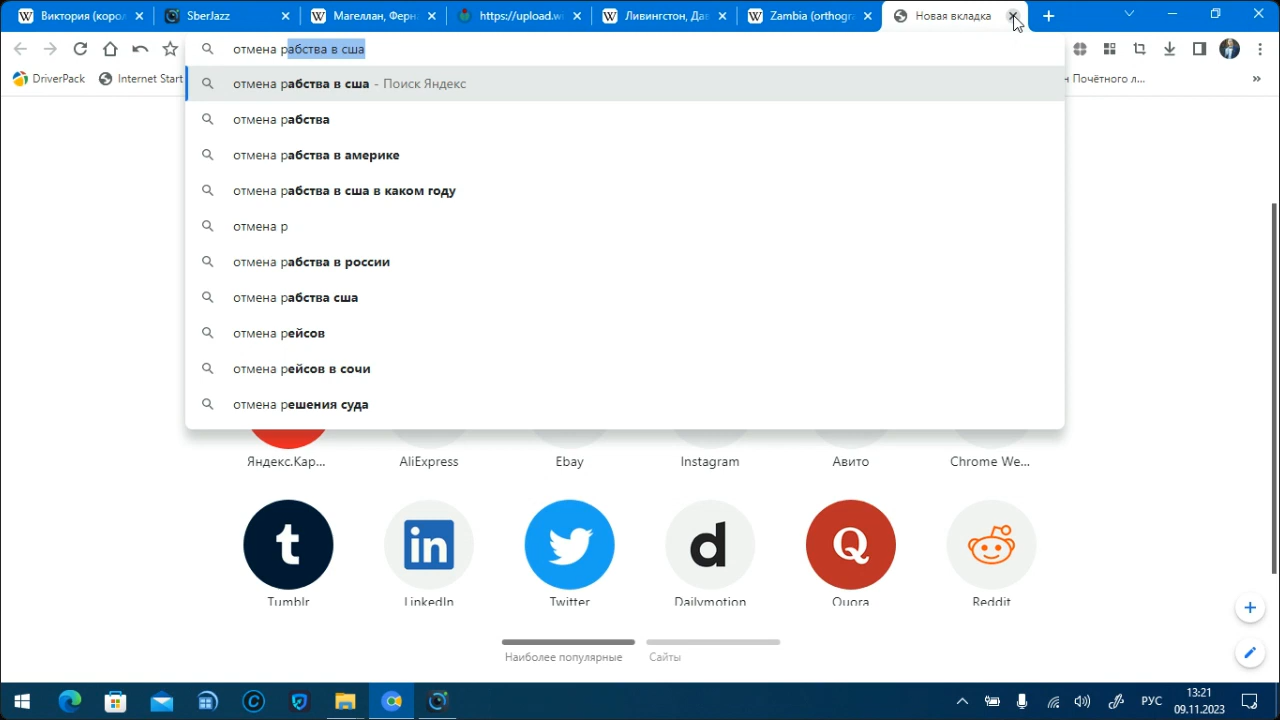 Виктория (корол
SberJazz
Магеллан, Ферна
https://upload.wi
Ливингстон, Дав
Zambia (orthogra
Новая вкладка
отмена рабства в сша
DriverPack
Internet Start
н Почётного л...
»
отмена рабства в сша - Поиск Яндекс
отмена рабства
отмена рабства в америке
отмена рабства в сша в каком году
отмена р
отмена рабства в россии
отмена рабства сша
отмена рейсов
отмена рейсов в сочи
отмена решения суда
Яндекс.Кар...
AliExpress
Ebay
Instagram
Авито
Chrome We...
Tumblr
LinkedIn
Twitter
Dailymotion
Quora
Reddit
Наиболее популярные
Сайты
РУС
13:21
09.11.2023